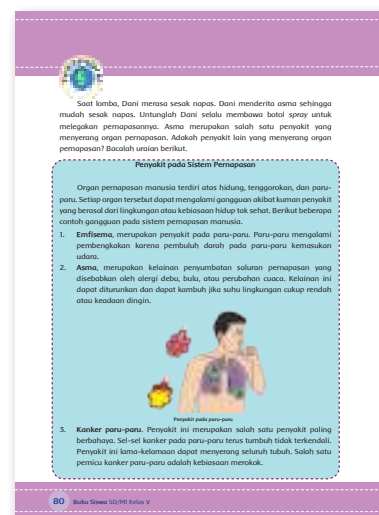 Saat lomba, Dani merasa sesak napas. Dani menderita asma sehingga
mudah sesak napas. Untunglah Dani selalu membawa botol spray untuk
melegakan pernapasannya. Asma merupakan salah satu penyakit yang
menyerang organ pernapasan. Adakah penyakit lain yang menyerang organ
pernapasan? Bacalah uraian berikut.
Penyakit pada Sistem Pernapasan
Organ pernapasan manusia terdiri atas hidung, tenggorokan, dan paru-
paru. Setiap organ tersebut dapat mengalami gangguan akibat kuman penyakit
yang berasal dari lingkungan atau kebiasaan hidup tak sehat. Berikut beberapa
contoh gangguan pada sistem pernapasan manusia.
1. Emfisema, merupakan penyakit pada paru-paru. Paru-paru mengalami
pembengkakan karena pembuluh darah pada paru-paru kemasukan
udara.
2. Asma, merupakan kelainan penyumbatan saluran pernapasan yang
disebabkan oleh alergi debu, bulu, atau perubahan cuaca. Kelainan ini
dapat diturunkan dan dapat kambuh jika suhu lingkungan cukup rendah
atau keadaan dingin.
Penyakit pada paru-paru
3. Kanker paru-paru. Penyakit ini merupakan salah satu penyakit paling
berbahaya. Sel-sel kanker pada paru-paru terus tumbuh tidak terkendali.
Penyakit ini lama-kelamaan dapat menyerang seluruh tubuh. Salah satu
pemicu kanker paru-paru adalah kebiasaan merokok.
80 Buku Siswa SD/MI Kelas V